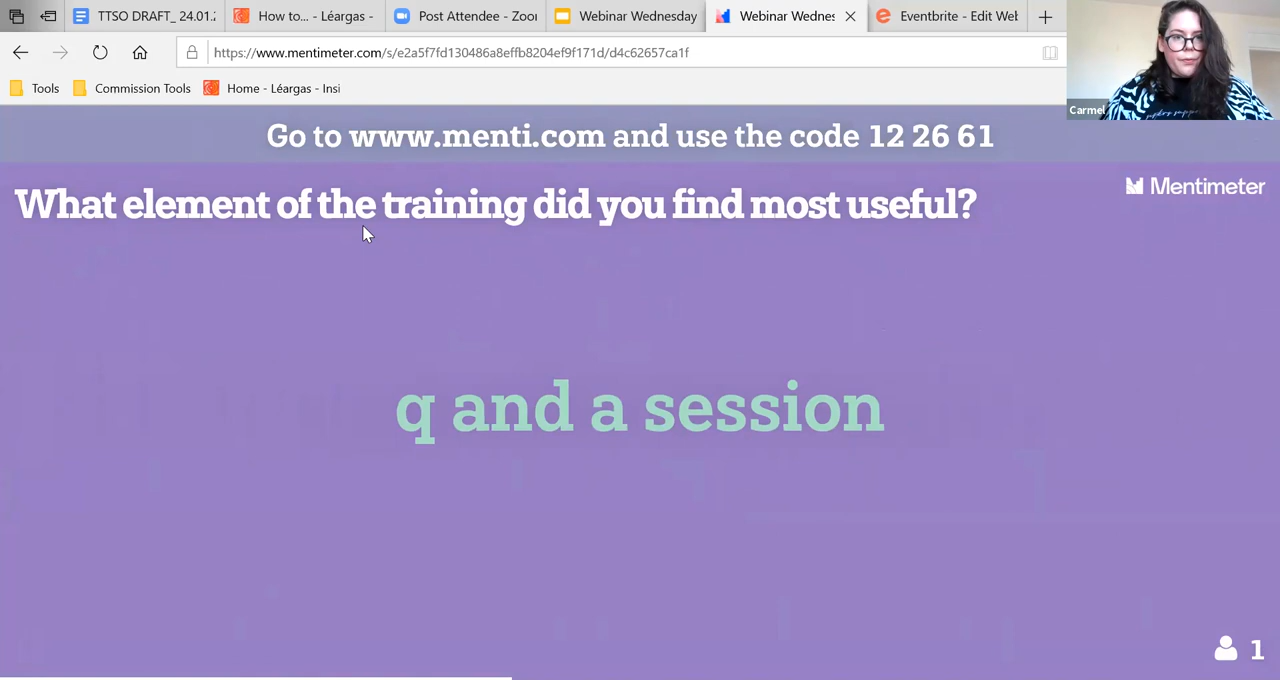 TTSO DRAFT_ 24.01.2
How to... - Léargas -
Post Attendee - Zoo
Webinar Wednesday
Webinar Wednes
Eventbrite - Edit Web
https://www.mentimeter.com/s/e2a5f7fd130486a8effb8204ef9f171d/d4c62657ca1f
Tools
Commission Tools
Home - Léargas - Insi
Carmel
Go to www.menti.com and use the code 12 26 61
What element of the training did you find most useful?
Mentimeter
q and a session
1